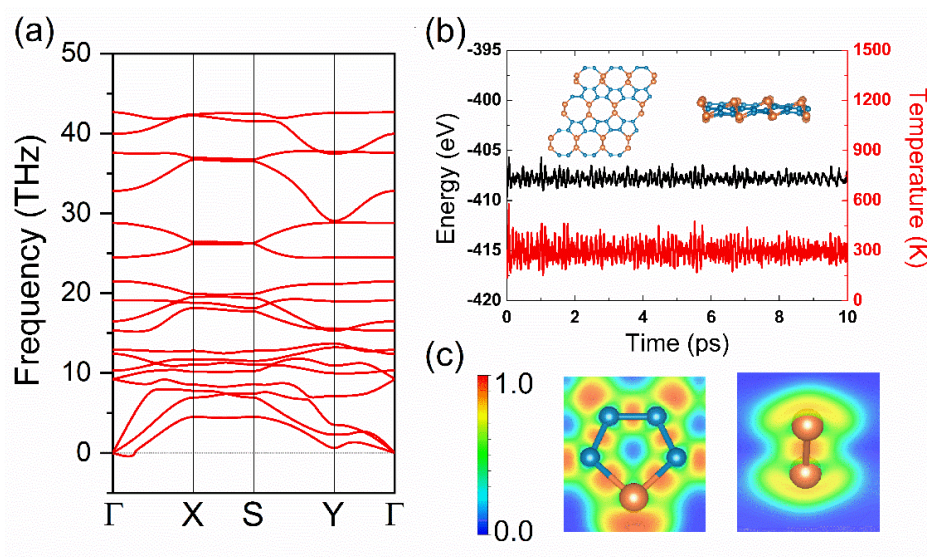 (a)
50
40
30
20
10
0
Frequency (THz)
Γ X S Y Γ
(b)
-395
-400
-405
-410
-415
-420
Energy (eV)
1500
1200
900
600
300
0
Temperature (K)
0 2 4 6 8 10
Time (ps)
(c)
1.0
0.0